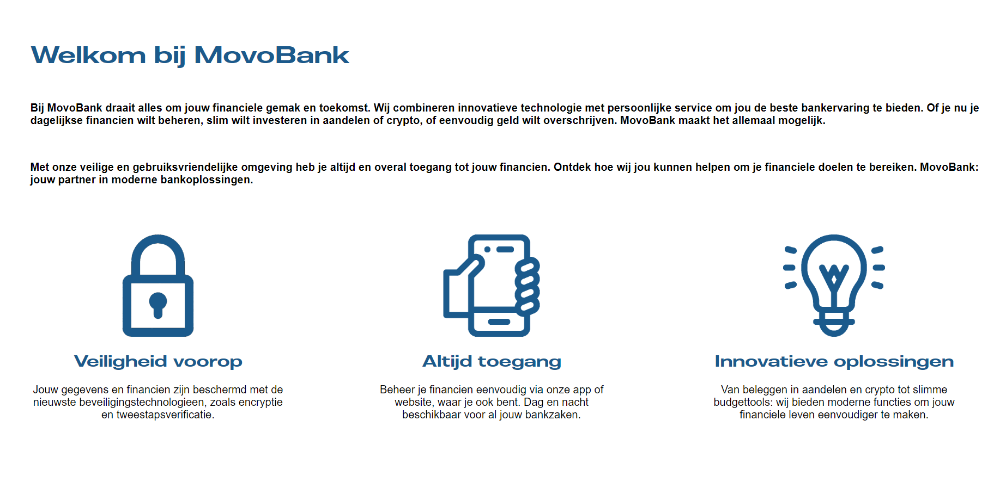 Welkom bij MovoBank
Bij MovoBank draait alles om jouw financiele gemak en toekomst. Wij combineren innovatieve technologie met persoonlijke service om jou de beste bankervaring te bieden. Of je nu je
dagelijkse financien wilt beheren, slim wilt investeren in aandelen of crypto, of eenvoudig geld wilt overschrijven. MovoBank maakt het allemaal mogelijk.
Met onze veilige en gebruiksvriendelijke omgeving heb je altijd en overal toegang tot jouw financien. Ontdek hoe wij jou kunnen helpen om je financiele doelen te bereiken. MovoBank:
jouw partner in moderne bankoplossingen.
Veiligheid voorop
Jouw gegevens en financien zijn beschermd met de
nieuwste beveiligingstechnologieen, zoals encryptie
en tweestapsverificatie.
Altijd toegang
Beheer je financien eenvoudig via onze app of
website, waar je ook bent. Dag en nacht
beschikbaar voor al jouw bankzaken.
Innovatieve oplossingen
Van beleggen in aandelen en crypto tot slimme
budgettools: wij bieden moderne functies om jouw
financiele leven eenvoudiger te maken.